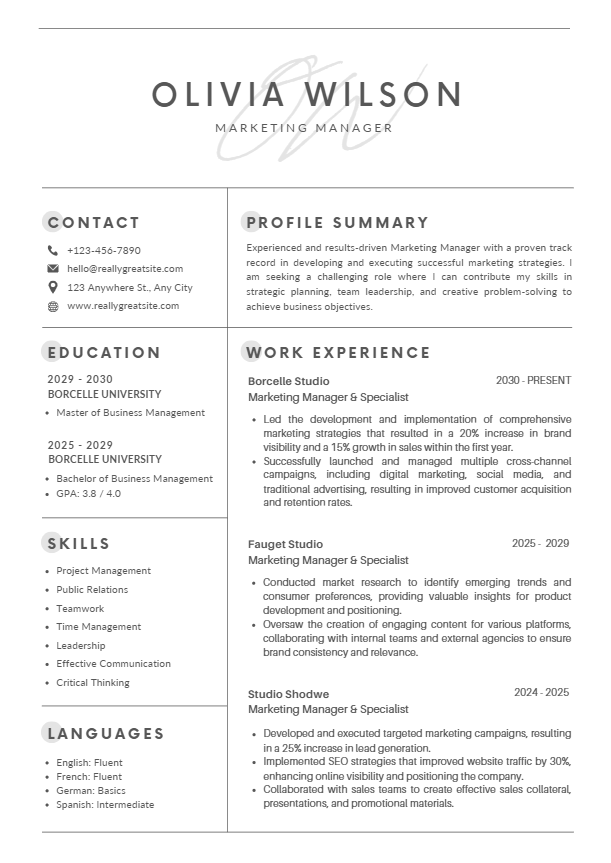 OLIVIA WILSON
MARKETING MANAGER
CONTACT
+123-456-7890
hello@reallygreatsite.com
123 Anywhere St., Any City
www.reallygreatsite.com
EDUCATION
2029 - 2030
BORCELLE UNIVERSITY
• Master of Business Management
2025 - 2029
BORCELLE UNIVERSITY
• Bachelor of Business Management
• GPA: 3.8 / 4.0
SKILLS
• Project Management
• Public Relations
• Teamwork
• Time Management
• Leadership
• Effective Communication
• Critical Thinking
LANGUAGES
• English: Fluent
• French: Fluent
• German: Basics
• Spanish: Intermediate
PROFILE SUMMARY
Experienced and results-driven Marketing Manager with a proven track
record in developing and executing successful marketing strategies. I
am seeking a challenging role where I can contribute my skills in
strategic planning, team leadership, and creative problem-solving to
achieve business objectives.
WORK EXPERIENCE
Borcelle Studio 2030 - PRESENT
Marketing Manager & Specialist
• Led the development and implementation of comprehensive
marketing strategies that resulted in a 20% increase in brand
visibility and a 15% growth in sales within the first year.
• Successfully launched and managed multiple cross-channel
campaigns, including digital marketing, social media, and
traditional advertising, resulting in improved customer acquisition
and retention rates.
Fauget Studio 2025 - 2029
Marketing Manager & Specialist
• Conducted market research to identify emerging trends and
consumer preferences, providing valuable insights for product
development and positioning.
• Oversaw the creation of engaging content for various platforms,
collaborating with internal teams and external agencies to ensure
brand consistency and relevance.
Studio Shodwe 2024 - 2025
Marketing Manager & Specialist
• Developed and executed targeted marketing campaigns, resulting
in a 25% increase in lead generation.
• Implemented SEO strategies that improved website traffic by 30%,
enhancing online visibility and positioning the company.
• Collaborated with sales teams to create effective sales collateral,
presentations, and promotional materials.